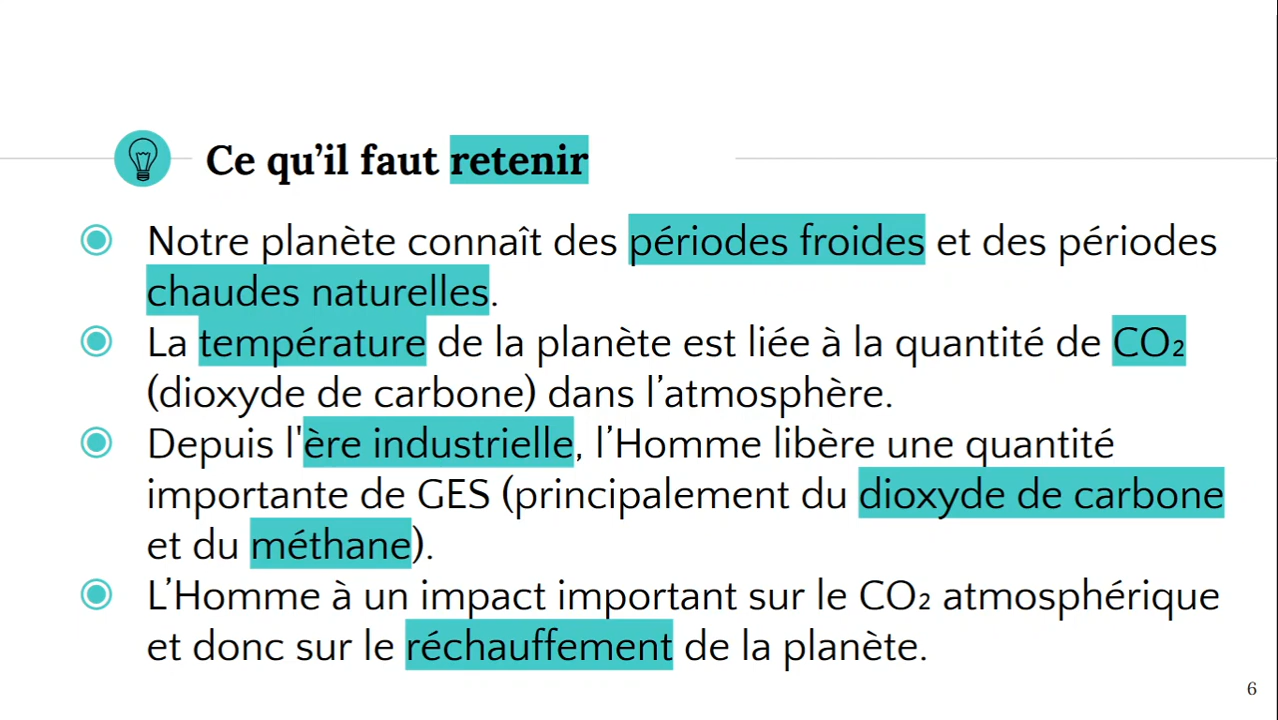 Ce qu’il faut retenir
Notre planète connaît des périodes froides et des périodes
chaudes naturelles.
La température de la planète est liée à la quantité de CO₂
(dioxyde de carbone) dans l’atmosphère.
Depuis l'ère industrielle, l’Homme libère une quantité
importante de GES (principalement du dioxyde de carbone
et du méthane).
L’Homme à un impact important sur le CO₂ atmosphérique
et donc sur le réchauffement de la planète.
6